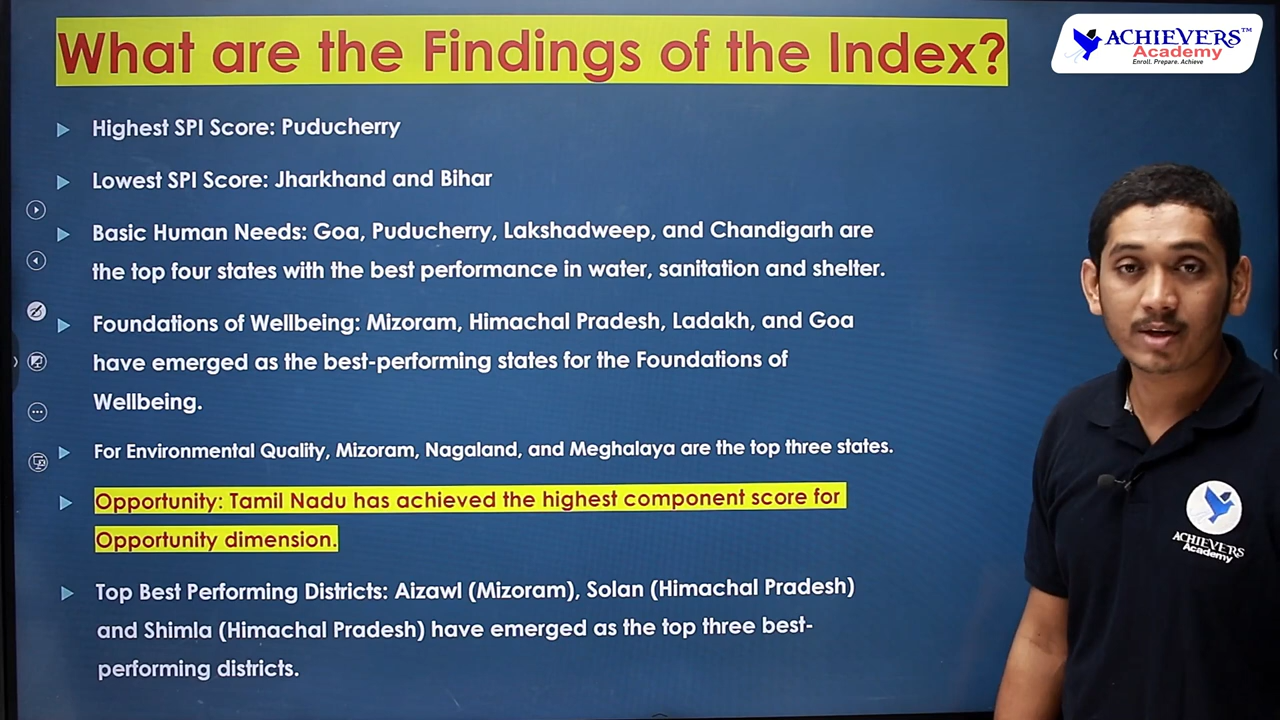 What are the Findings of the Index?
ACHIEVERS™
Academy
Enroll. Prepare. Achieve
Highest SPI Score: Puducherry
Lowest SPI Score: Jharkhand and Bihar
Basic Human Needs: Goa, Puducherry, Lakshadweep, and Chandigarh are
the top four states with the best performance in water, sanitation and shelter.
Foundations of Wellbeing: Mizoram, Himachal Pradesh, Ladakh, and Goa
have emerged as the best-performing states for the Foundations of
Wellbeing.
For Environmental Quality, Mizoram, Nagaland, and Meghalaya are the top three states.
Opportunity: Tamil Nadu has achieved the highest component score for
Opportunity dimension.
Top Best Performing Districts: Aizawl (Mizoram), Solan (Himachal Pradesh)
and Shimla (Himachal Pradesh) have emerged as the top three best-
performing districts.
ACHIEVERS
Academy